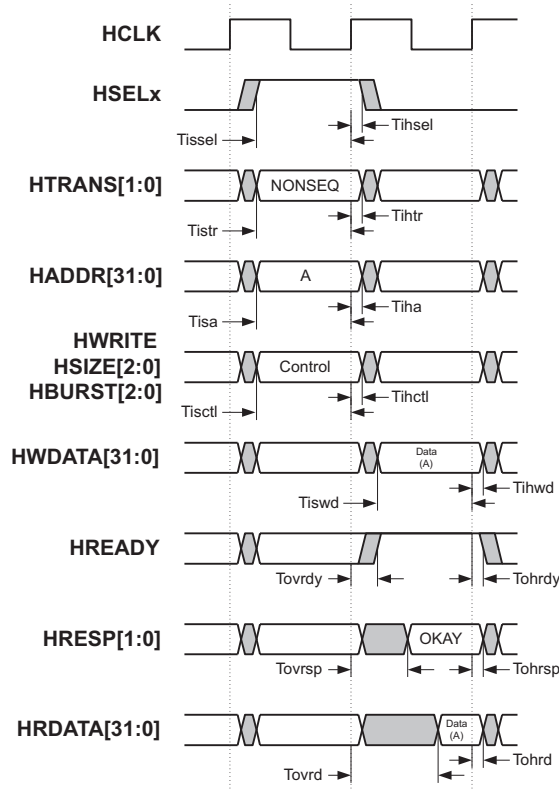 HCLK
HSELx
Tihsel
Tissel
HTRANS[1:0]
NONSEQ
Tihtr
Tistr
HADDR[31:0]
A
Tiha
Tisa
HWRITE
HSIZE[2:0]
Control
HBURST[2:0]
Tihctl
Tisctl
HWDATA[31:0]
Data
(A)
Tihwd
Tiswd
HREADY
Tovrdy
Tohrdy
HRESP[1:0]
OKAY
Tovrsp
Tohrsp
HRDATA[31:0]
Data
(A)
Tohrd
Tovrd